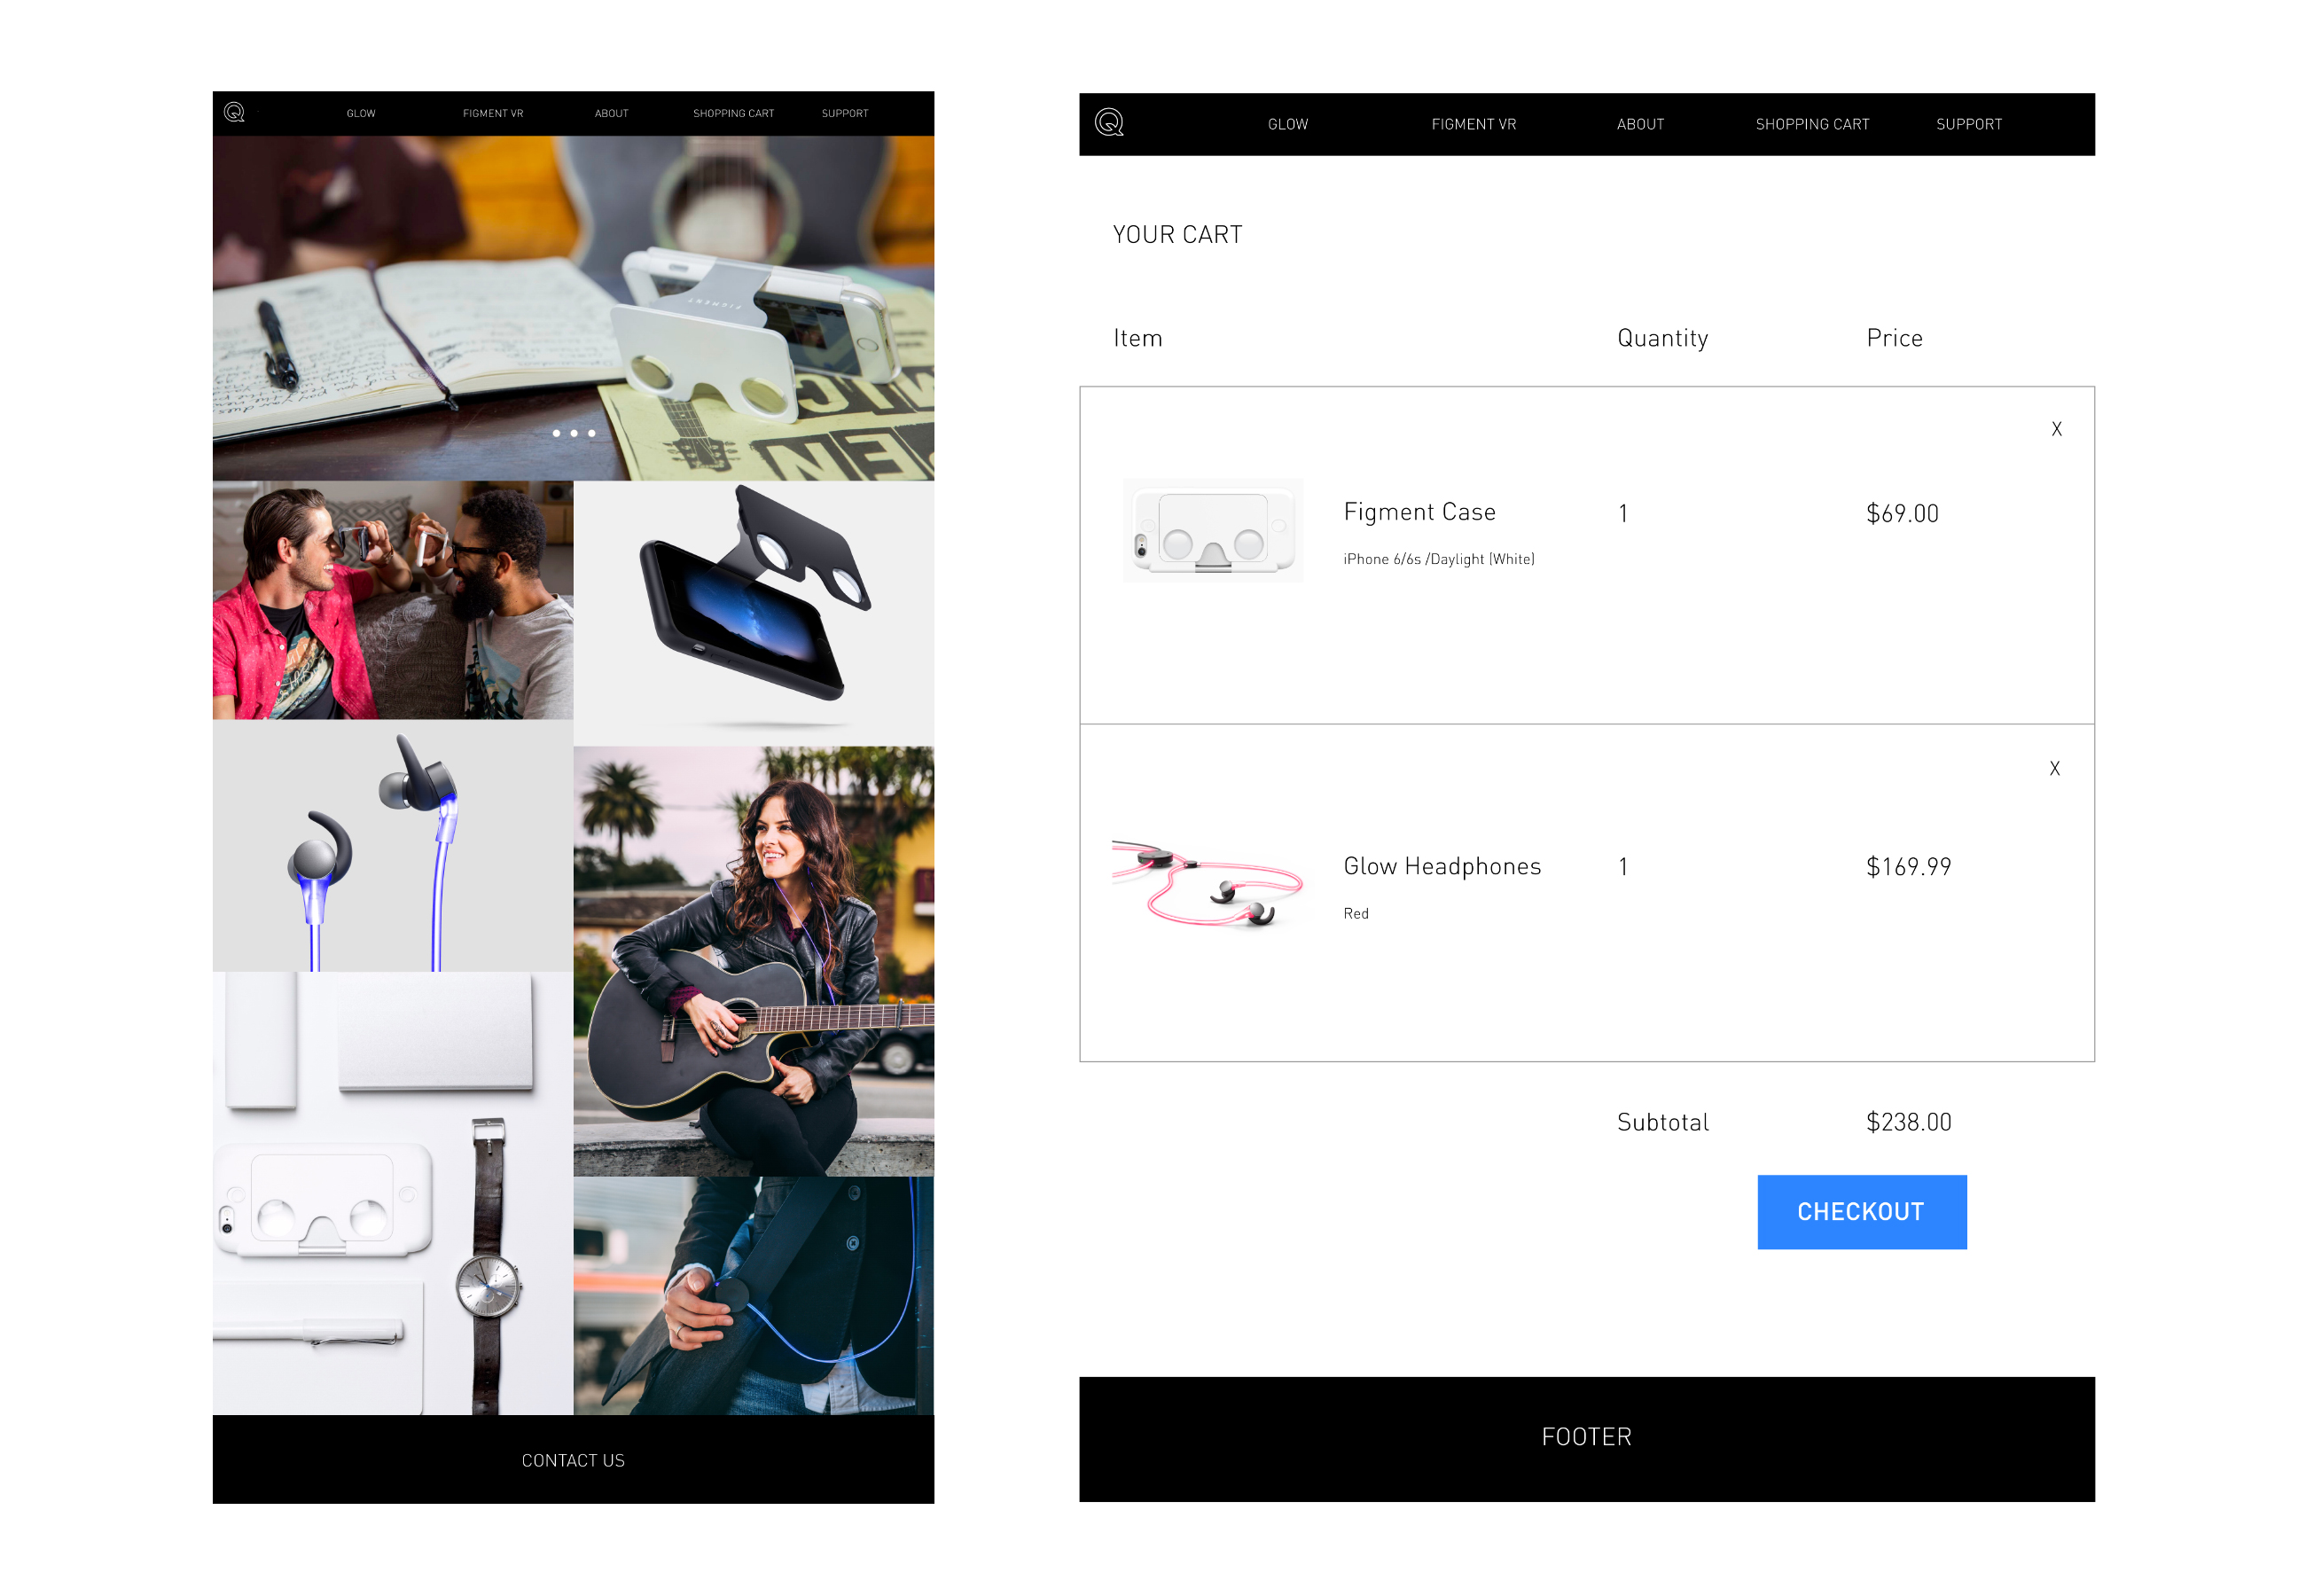 GLOW FIGMENT VR ABOUT SHOPPING CART SUPPORT
FIGMENT
CONTACT US
GLOW FIGMENT VR ABOUT SHOPPING CART SUPPORT
YOUR CART
Item Quantity Price
X
Figment Case 1 $69.00
iPhone 6/6s /Daylight (White)
X
Glow Headphones 1 $169.99
Red
Subtotal $238.00
CHECKOUT
FOOTER